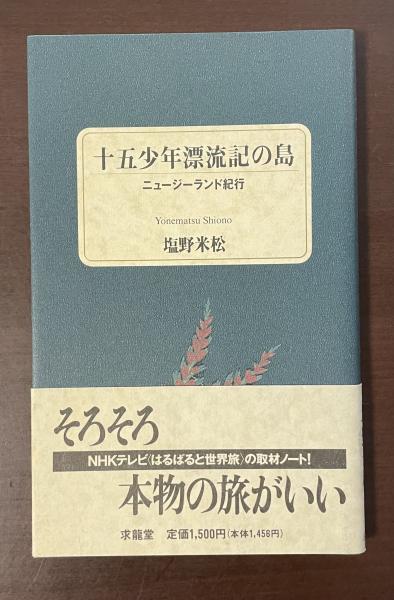 十五少年漂流記の島
ニュージーランド紀行
Yonematsu Shiono
塩野米松
そろそろ
NHKテレビ〈はるばると世界旅〉の取材ノート!
本物の旅がいい
求龍堂 定価1,500円(本体1,456円)